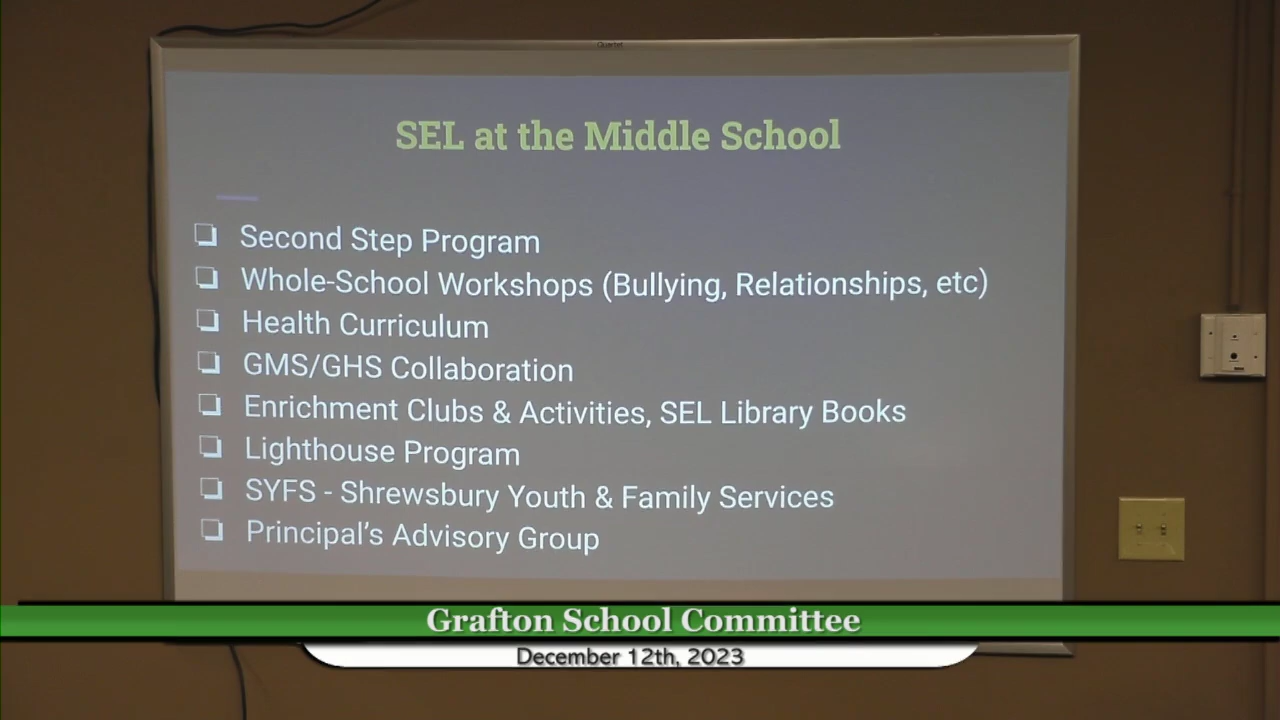 Quartet
SEL at the Middle School
Second Step Program
Whole-School Workshops (Bullying, Relationships, etc)
Health Curriculum
GMS/GHS Collaboration
Enrichment Clubs & Activities, SEL Library Books
Lighthouse Program
SYFS - Shrewsbury Youth & Family Services
Principal's Advisory Group
Grafton School Committee
December 12th, 2023